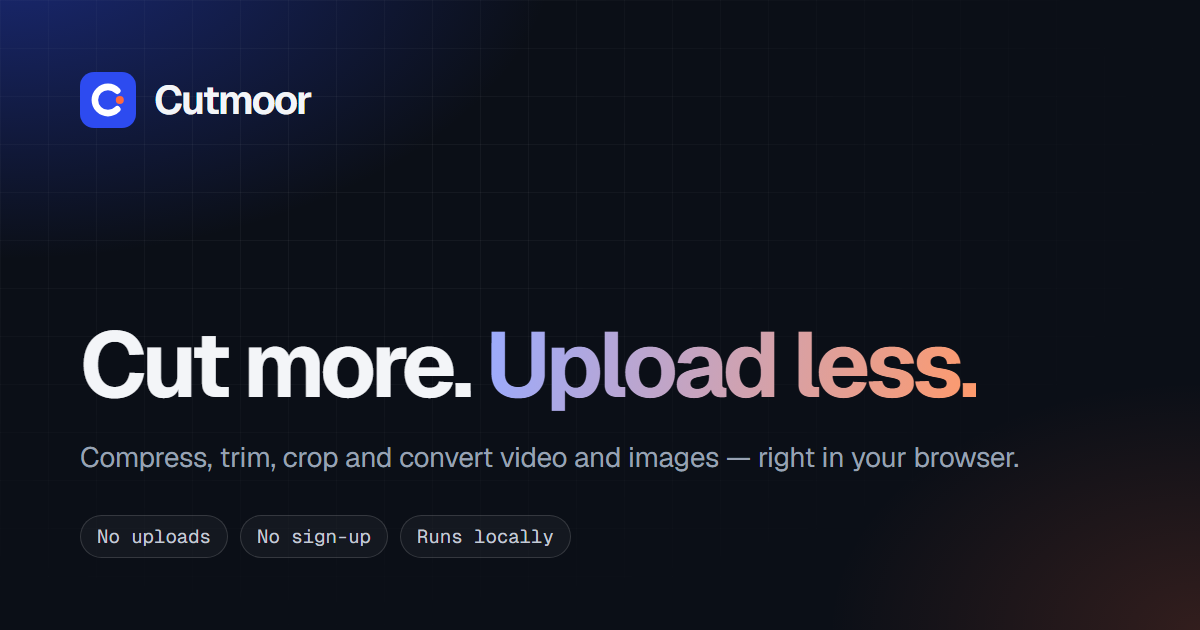 Cutmoor
Cut more. Upload less.
Compress, trim, crop and convert video and images — right in your browser.
No uploads
No sign-up
Runs locally